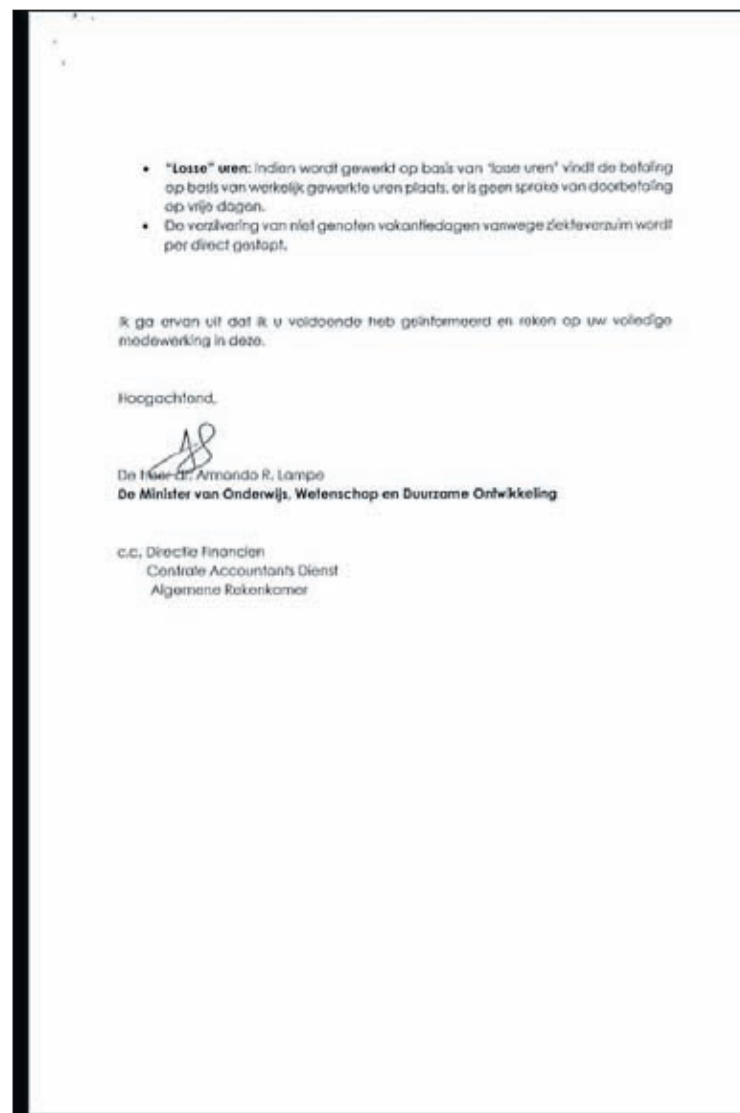 • "Losse" uren: Indien wordt gewerkt op basis van 'losse uren' vindt de betaling
op basis van werkelijk gewerkte uren plaats, er is geen sprake van doorbetaling
op vrije dagen.
• De verzilvering van niet genoten vakantiedagen vanwege ziekteverzuim wordt
per direct gestopt.
Ik ga ervan uit dat ik u voldoende heb geïnformeerd en reken op uw volledige
medewerking in deze.
Hoogachtend,
De Heer dr. Armando R. Lampe
De Minister van Onderwijs, Wetenschap en Duurzame Ontwikkeling
c.c. Directie Financien
Centrale Accountants Dienst
Algemene Rekenkamer